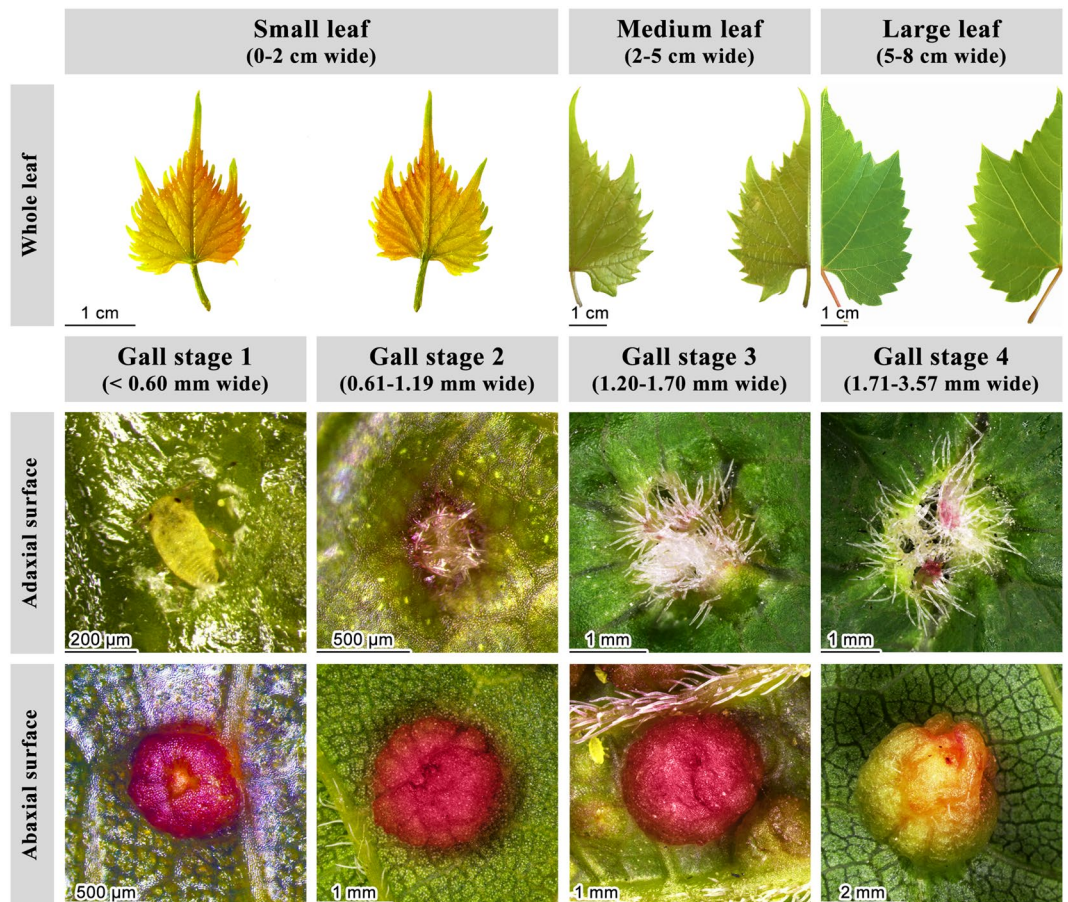 Small leaf
(0-2 cm wide)
Medium leaf
(2-5 cm wide)
Large leaf
(5-8 cm wide)
Whole leaf
1 cm
1 cm
1 cm
Gall stage 1
(< 0.60 mm wide)
Gall stage 2
(0.61-1.19 mm wide)
Gall stage 3
(1.20-1.70 mm wide)
Gall stage 4
(1.71-3.57 mm wide)
Adaxial surface
200 µm
500 µm
1 mm
1 mm
Abaxial surface
500 µm
1 mm
1 mm
2 mm